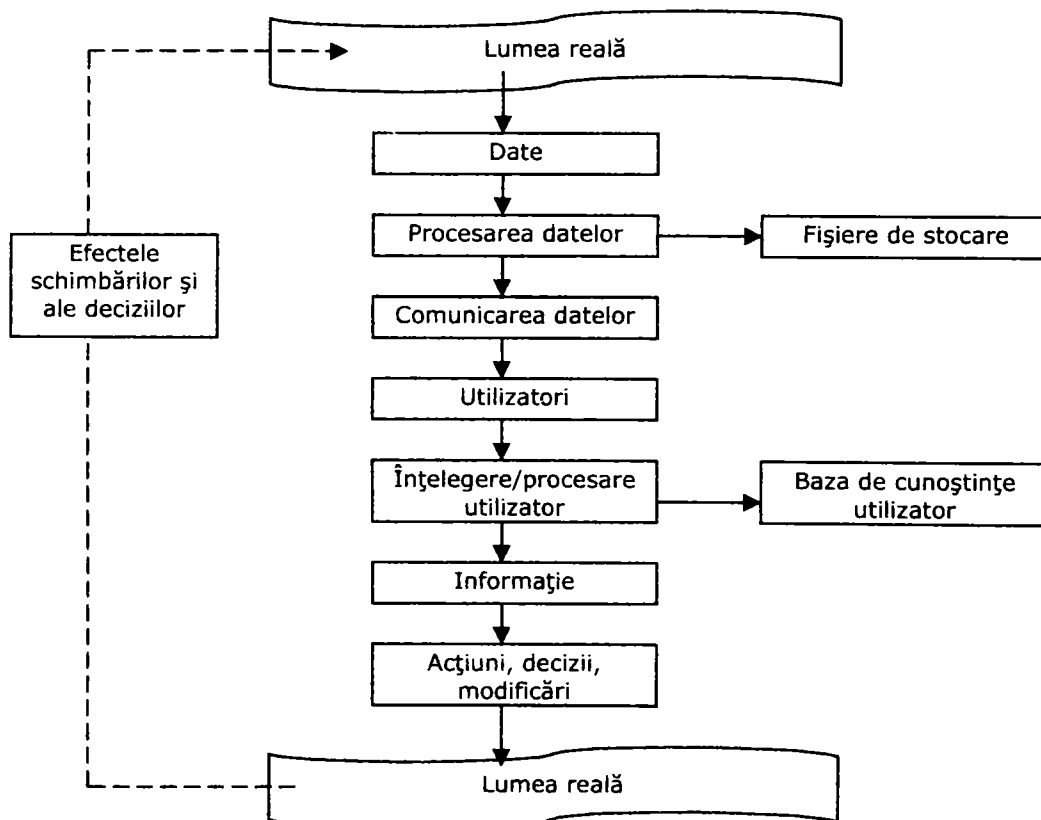 Lumea reală
Date
Procesarea datelor
Fişiere de stocare
Efectele
schimbărilor şi
ale deciziilor
Comunicarea datelor
Utilizatori
Înţelegere/procesare
utilizator
Baza de cunoştinţe
utilizator
Informaţie
Acţiuni, decizii,
modificări
Lumea reală